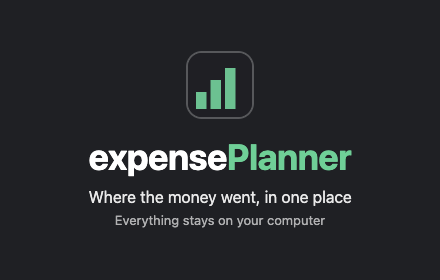 expensePlanner
Where the money went, in one place
Everything stays on your computer